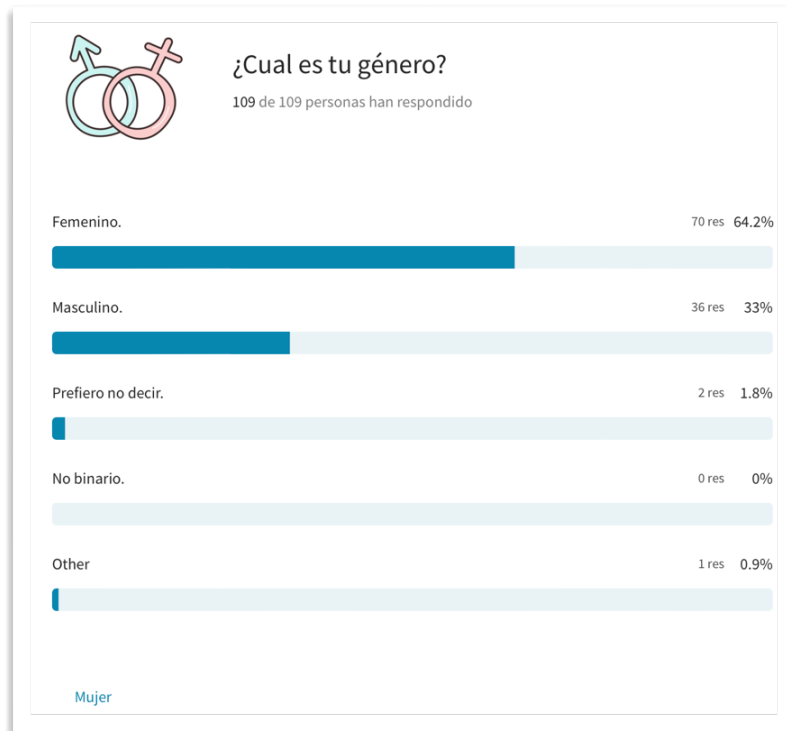 ¿Cual es tu género?
109 de 109 personas han respondido
Femenino. 70 res 64.2%
Masculino. 36 res 33%
Prefiero no decir. 2 res 1.8%
No binario. 0 res 0%
Other 1 res 0.9%
Mujer